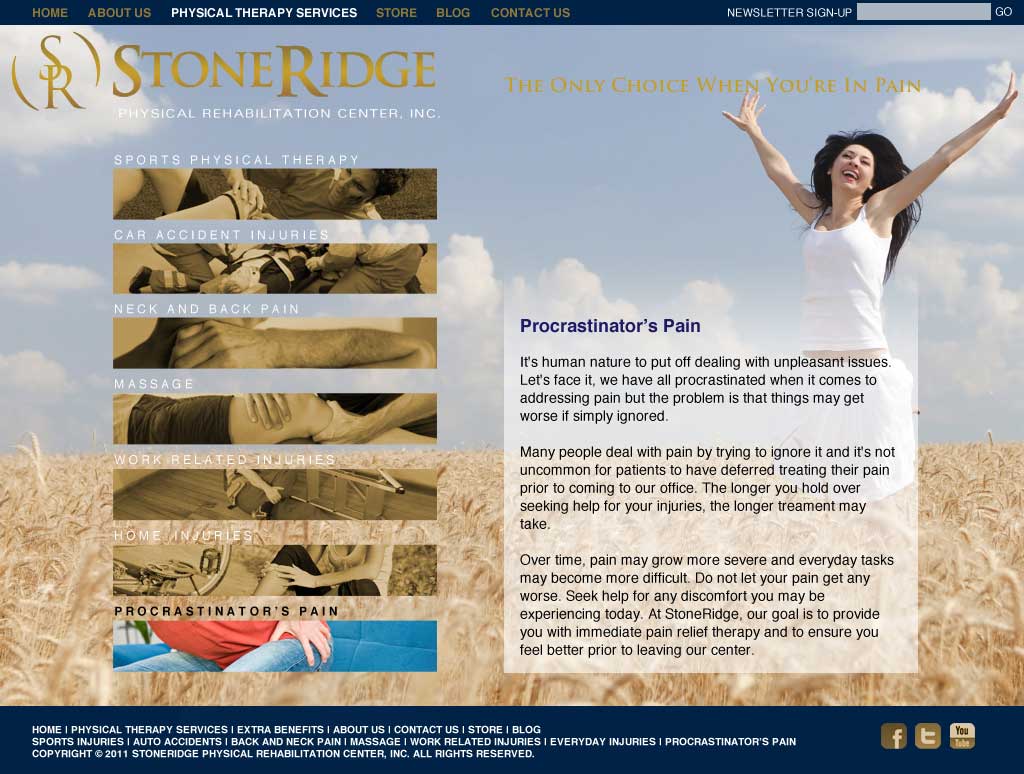 HOME ABOUT US PHYSICAL THERAPY SERVICES STORE BLOG CONTACT US NEWSLETTER SIGN-UP GO
SR STONERIDGE
PHYSICAL REHABILITATION CENTER, INC.
THE ONLY CHOICE WHEN YOU'RE IN PAIN
SPORTS PHYSICAL THERAPY
CAR ACCIDENT INJURIES
NECK AND BACK PAIN
MASSAGE
WORK RELATED INJURIES
HOME INJURIES
PROCRASTINATOR'S PAIN
Procrastinator's Pain
It's human nature to put off dealing with unpleasant issues.
Let's face it, we have all procrastinated when it comes to
addressing pain but the problem is that things may get
worse if simply ignored.
Many people deal with pain by trying to ignore it and it's not
uncommon for patients to have deferred treating their pain
prior to coming to our office. The longer you hold over
seeking help for your injuries, the longer treament may
take.
Over time, pain may grow more severe and everyday tasks
may become more difficult. Do not let your pain get any
worse. Seek help for any discomfort you may be
experiencing today. At StoneRidge, our goal is to provide
you with immediate pain relief therapy and to ensure you
feel better prior to leaving our center.
HOME | PHYSICAL THERAPY SERVICES | EXTRA BENEFITS | ABOUT US | CONTACT US | STORE | BLOG
SPORTS INJURIES | AUTO ACCIDENTS | BACK AND NECK PAIN | MASSAGE | WORK RELATED INJURIES | EVERYDAY INJURIES | PROCRASTINATOR'S PAIN
COPYRIGHT © 2011 STONERIDGE PHYSICAL REHABILITATION CENTER, INC. ALL RIGHTS RESERVED.
f t You Tube